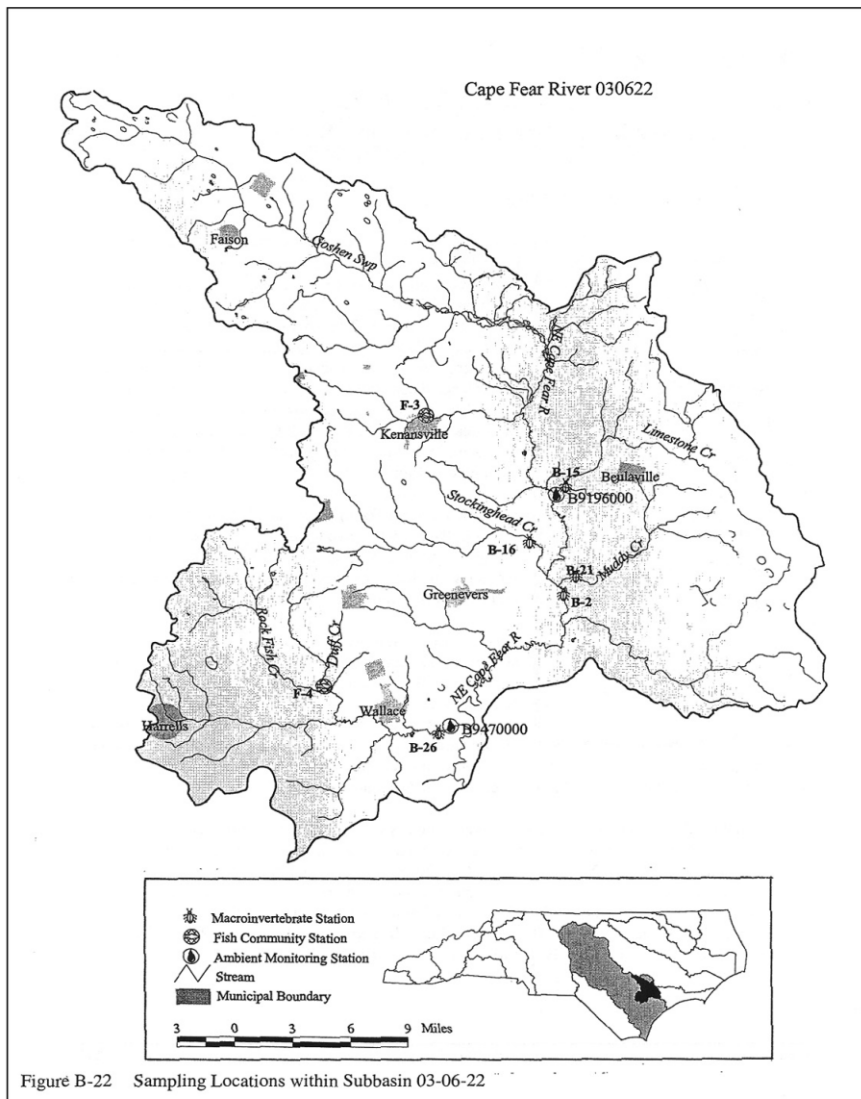 Cape Fear River 030622
Faison
Goshen Swp
NE Cape Fear R
F-3
Kenansville
Limestone Cr
B-15
Beulaville
B9196000
Stockinghead Cr
B-16
B-21
Muddy Cr
B-2
Greenevers
Rock Fish Cr
Duff Cr
NE Cape Fear R
F-4
Wallace
Harrells
B9470000
B-26
Macroinvertebrate Station
Fish Community Station
Ambient Monitoring Station
Stream
Municipal Boundary
3 0 3 6 9 Miles
Figure B-22 Sampling Locations within Subbasin 03-06-22